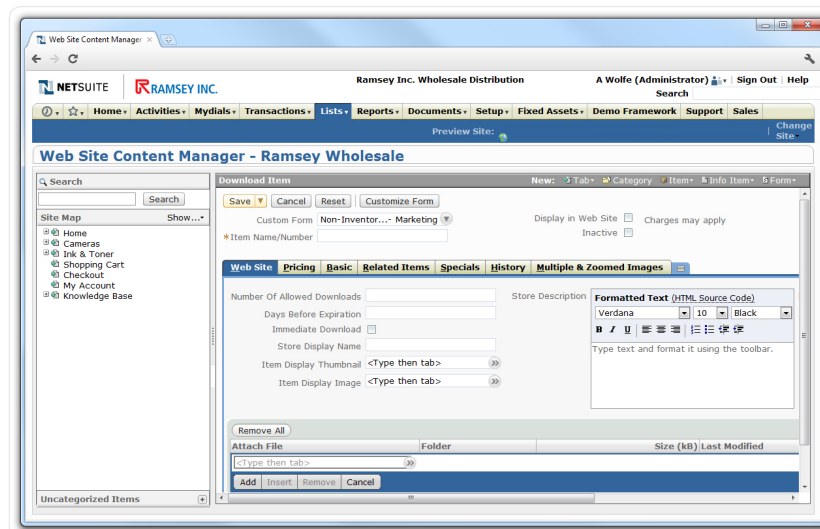 Web Site Content Manager
NETSUITE
RAMSEY INC.
Ramsey Inc. Wholesale Distribution
A Wolfe (Administrator) Sign Out Help
Search
Home Activities Mydials Transactions Lists Reports Documents Setup Fixed Assets Demo Framework Support Sales
Preview Site:
Change Site
Web Site Content Manager - Ramsey Wholesale
Search
Search
Site Map Show...
Home
Cameras
Ink & Toner
Shopping Cart
Checkout
My Account
Knowledge Base
Uncategorized Items
Download Item New: Tab Category Item Info Item Form
Save Cancel Reset Customize Form
Custom Form Non-Inventor...- Marketing
*Item Name/Number
Display in Web Site Charges may apply
Inactive
Web Site Pricing Basic Related Items Specials History Multiple & Zoomed Images
Number Of Allowed Downloads
Days Before Expiration
Immediate Download
Store Display Name
Item Display Thumbnail <Type then tab>
Item Display Image <Type then tab>
Store Description Formatted Text (HTML Source Code)
Verdana 10 Black
B I U
Type text and format it using the toolbar.
Remove All
Attach File Folder Size (kB) Last Modified
<Type then tab>
Add Insert Remove Cancel